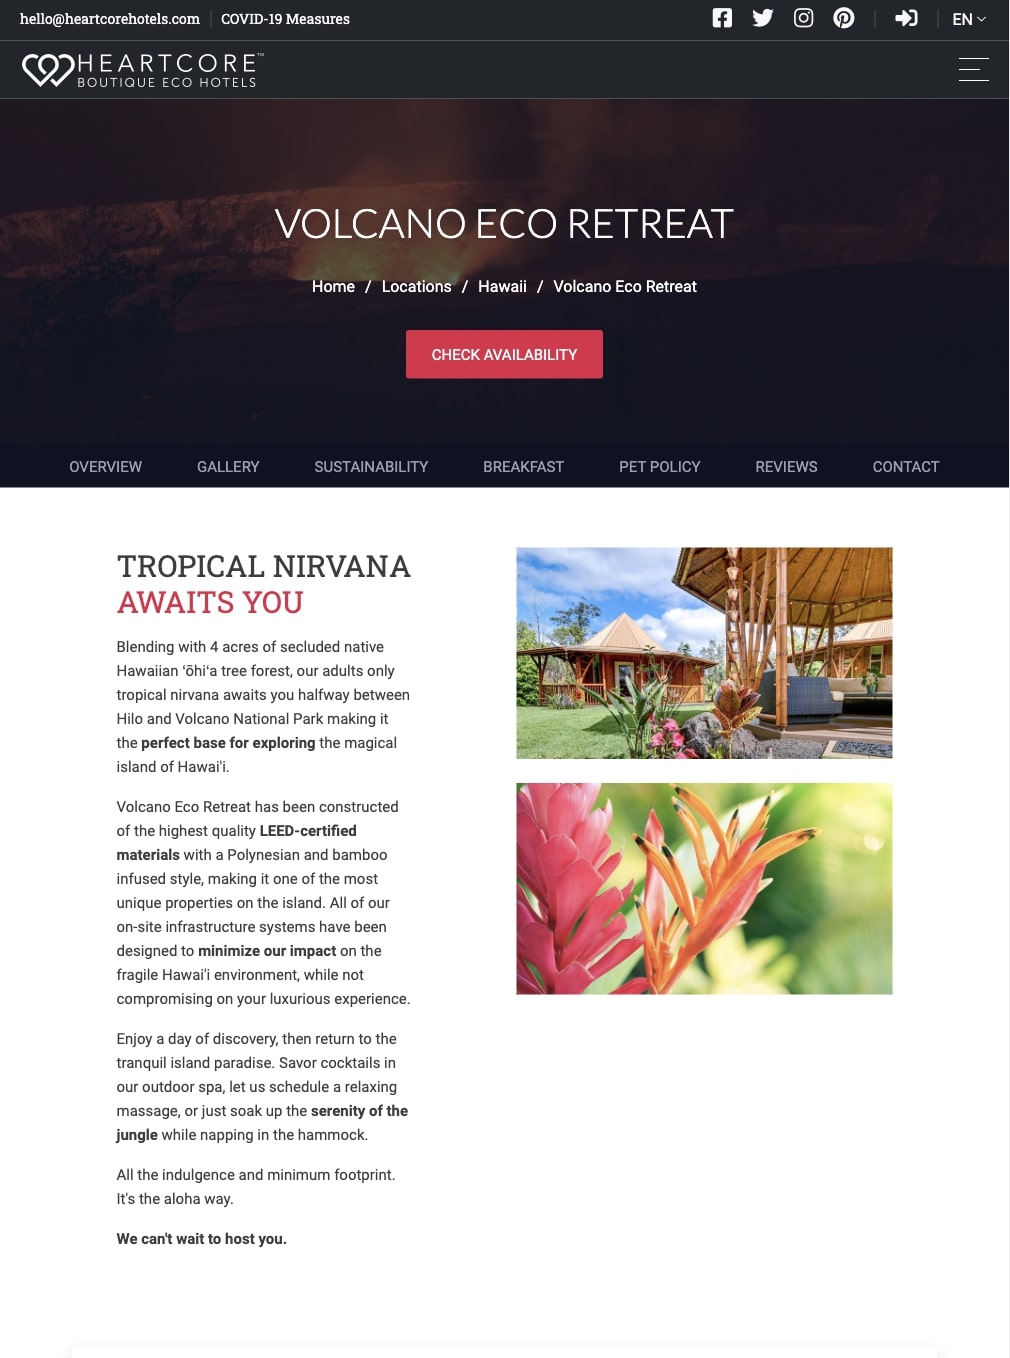 hello@heartcorehotels.com COVID-19 Measures EN
HEARTCORE™
BOUTIQUE ECO HOTELS
VOLCANO ECO RETREAT
Home / Locations / Hawaii / Volcano Eco Retreat
CHECK AVAILABILITY
OVERVIEW GALLERY SUSTAINABILITY BREAKFAST PET POLICY REVIEWS CONTACT
TROPICAL NIRVANA
AWAITS YOU
Blending with 4 acres of secluded native
Hawaiian ʻōhiʻa tree forest, our adults only
tropical nirvana awaits you halfway between
Hilo and Volcano National Park making it
the perfect base for exploring the magical
island of Hawai'i.
Volcano Eco Retreat has been constructed
of the highest quality LEED-certified
materials with a Polynesian and bamboo
infused style, making it one of the most
unique properties on the island. All of our
on-site infrastructure systems have been
designed to minimize our impact on the
fragile Hawai'i environment, while not
compromising on your luxurious experience.
Enjoy a day of discovery, then return to the
tranquil island paradise. Savor cocktails in
our outdoor spa, let us schedule a relaxing
massage, or just soak up the serenity of the
jungle while napping in the hammock.
All the indulgence and minimum footprint.
It's the aloha way.
We can't wait to host you.